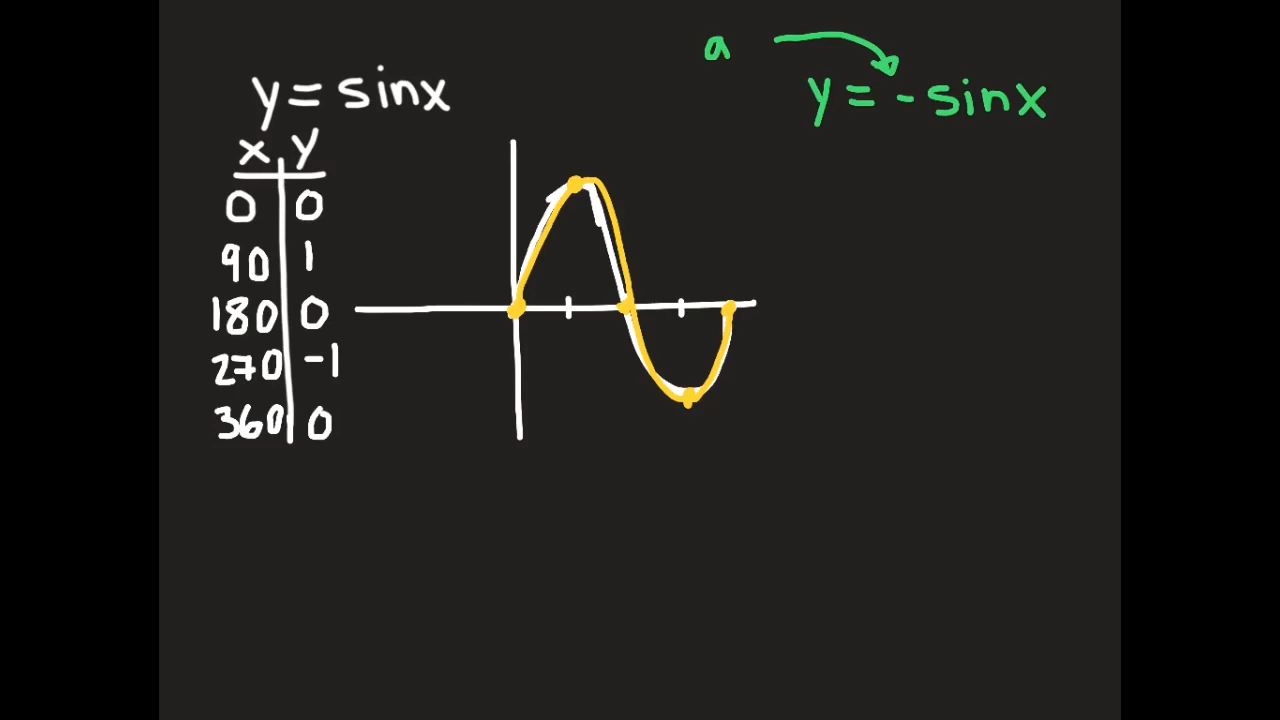 y = sinx
a
y = -sinx
x y
0 0
90 1
180 0
270 -1
360 0